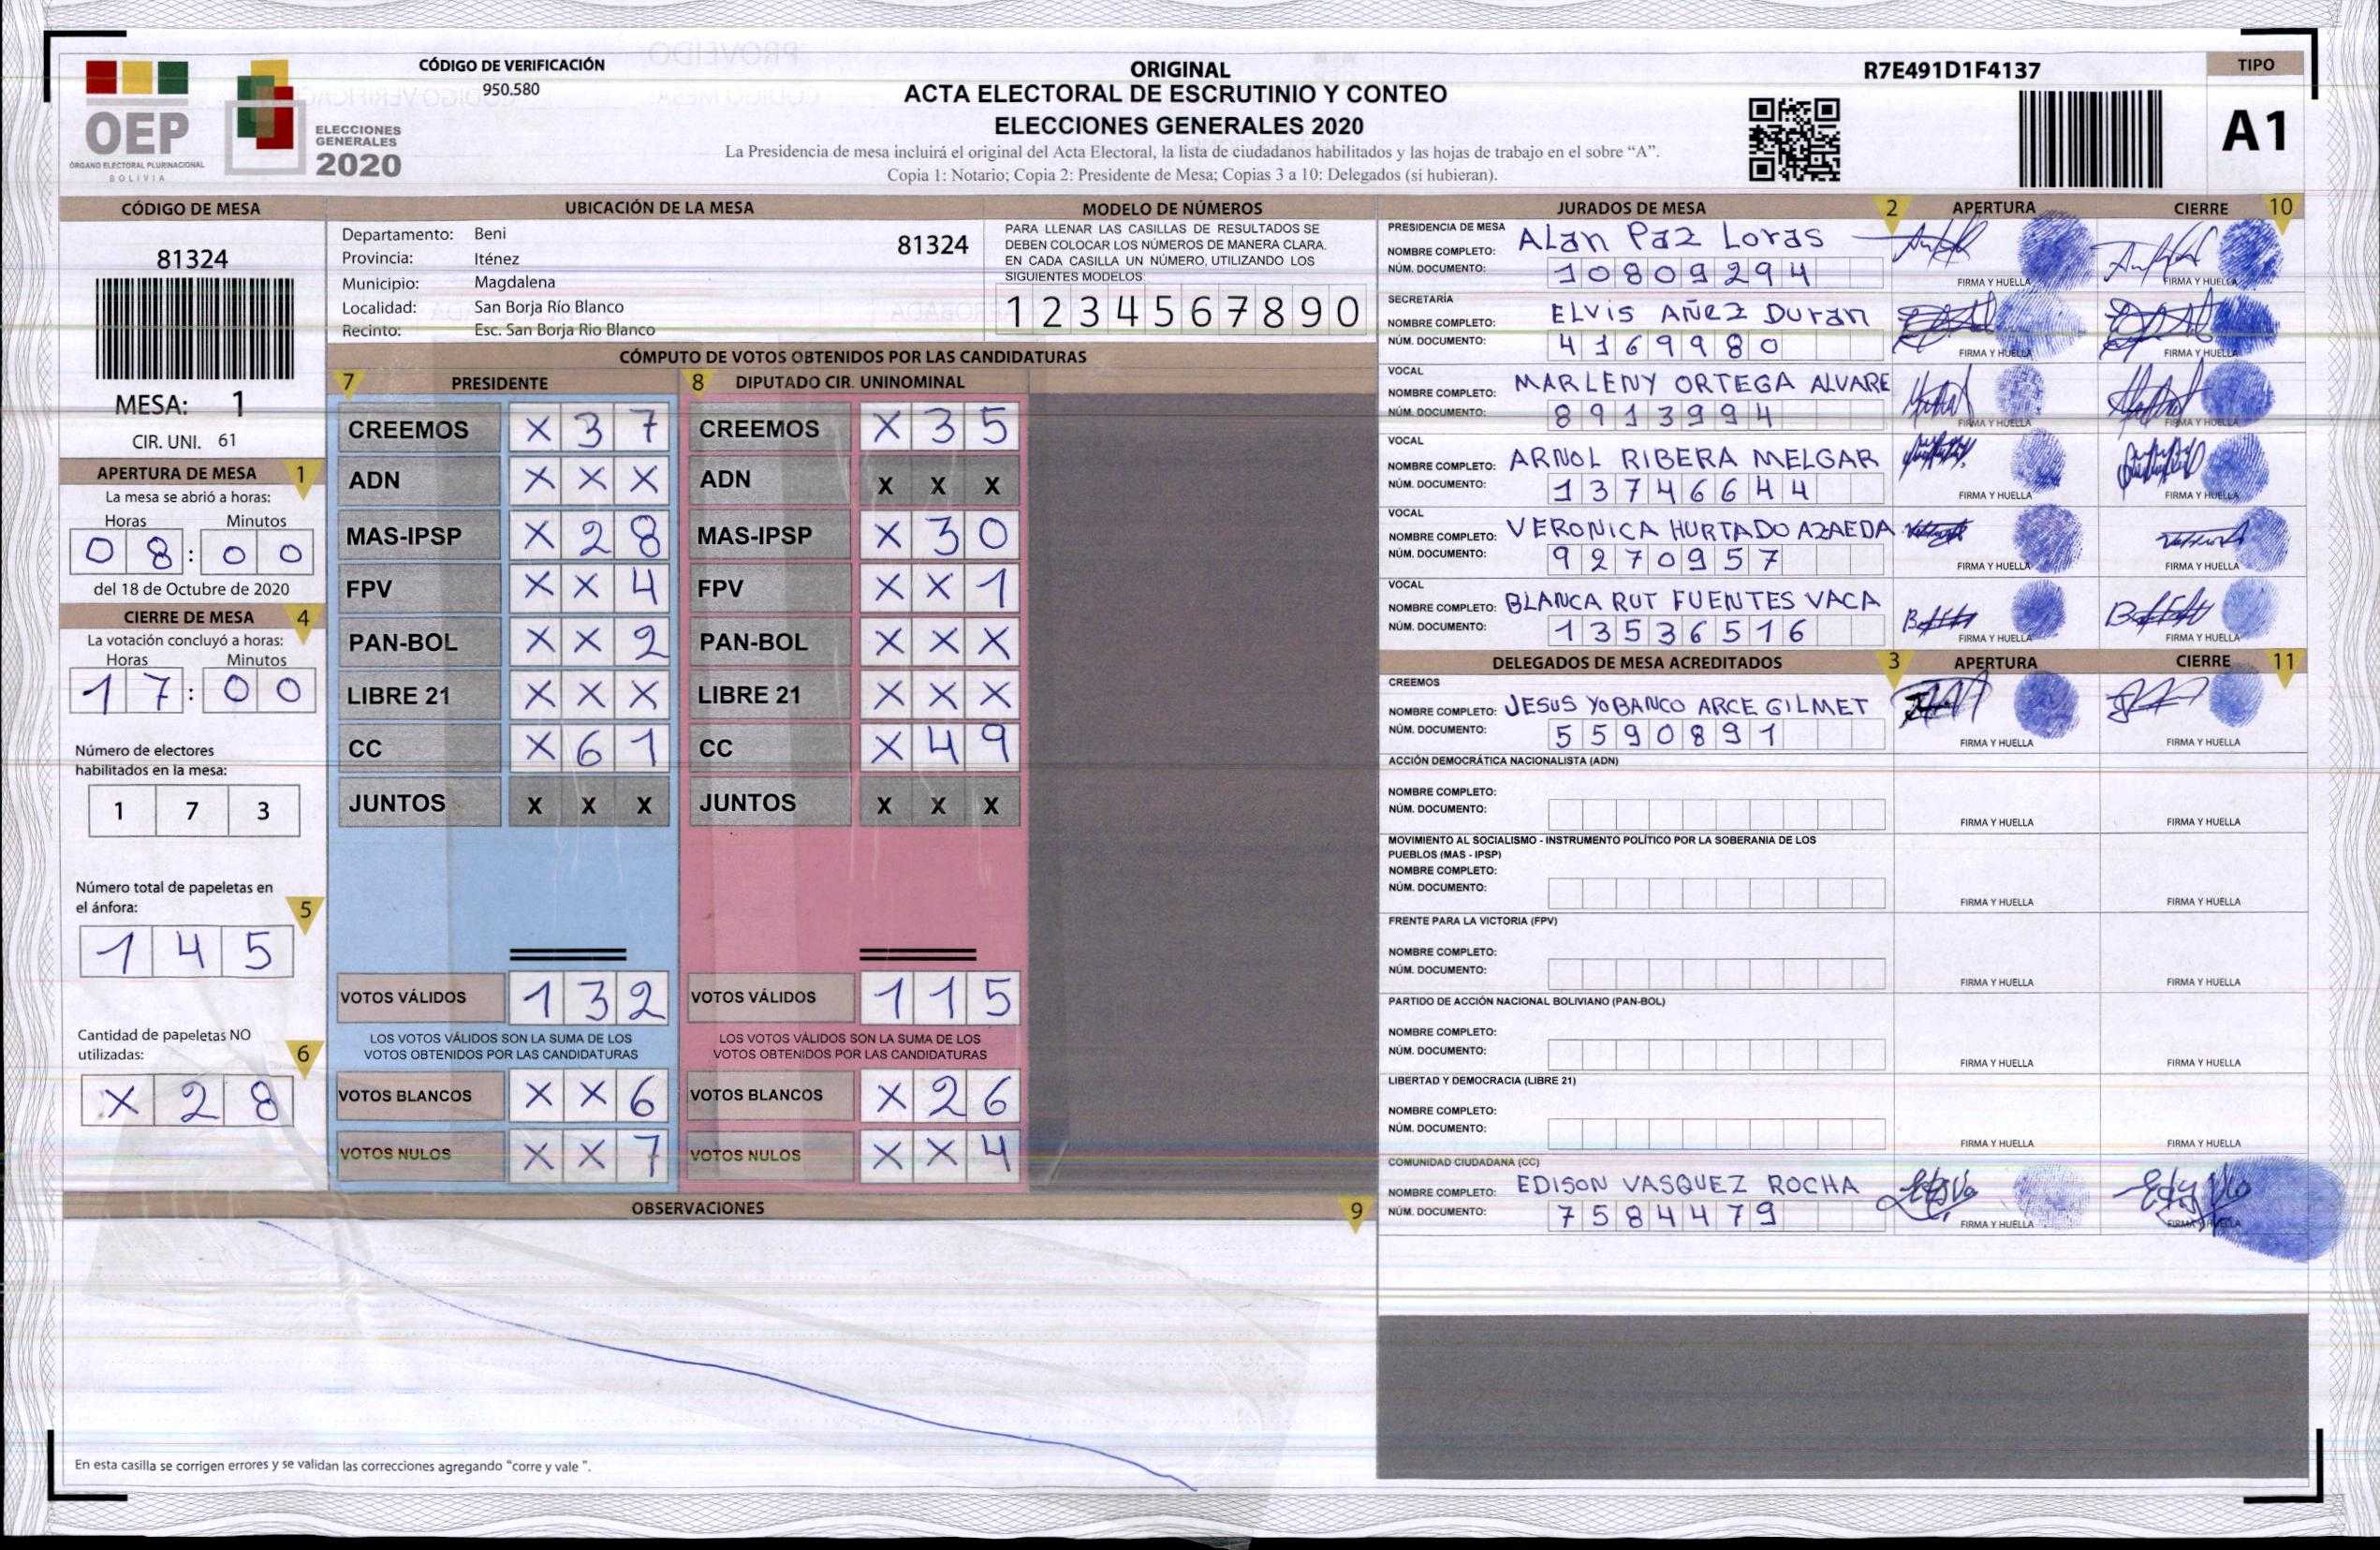 CÓDIGO DE VERIFICACIÓN
950.580
OEP
ÓRGANO ELECTORAL PLURINACIONAL
BOLIVIA
ELECCIONES
GENERALES
2020
ORIGINAL
ACTA ELECTORAL DE ESCRUTINIO Y CONTEO
ELECCIONES GENERALES 2020
La Presidencia de mesa incluirá el original del Acta Electoral, la lista de ciudadanos habilitados y las hojas de trabajo en el sobre “A”.
Copia 1: Notario; Copia 2: Presidente de Mesa; Copias 3 a 10: Delegados (si hubieran).
R7E491D1F4137
TIPO
A1
CÓDIGO DE MESA
81324
MESA: 1
CIR. UNI. 61
APERTURA DE MESA 1
La mesa se abrió a horas:
Horas Minutos
08:00
del 18 de Octubre de 2020
CIERRE DE MESA 4
La votación concluyó a horas:
Horas Minutos
17:00
Número de electores
habilitados en la mesa:
173
Número total de papeletas en
el ánfora: 5
145
Cantidad de papeletas NO
utilizadas: 6
X28
UBICACIÓN DE LA MESA
Departamento: Beni
81324
Provincia: Iténez
Municipio: Magdalena
Localidad: San Borja Río Blanco
Recinto: Esc. San Borja Rio Blanco
MODELO DE NÚMEROS
PARA LLENAR LAS CASILLAS DE RESULTADOS SE
DEBEN COLOCAR LOS NÚMEROS DE MANERA CLARA.
EN CADA CASILLA UN NÚMERO, UTILIZANDO LOS
SIGUIENTES MODELOS:
1 2 3 4 5 6 7 8 9 0
CÓMPUTO DE VOTOS OBTENIDOS POR LAS CANDIDATURAS
7 PRESIDENTE
CREEMOS X 3 7
ADN X X X
MAS-IPSP X 2 8
FPV X X 4
PAN-BOL X X 2
LIBRE 21 X X X
CC X 6 1
JUNTOS X X X
VOTOS VÁLIDOS 1 3 2
LOS VOTOS VÁLIDOS SON LA SUMA DE LOS
VOTOS OBTENIDOS POR LAS CANDIDATURAS
VOTOS BLANCOS X X 6
VOTOS NULOS X X 7
8 DIPUTADO CIR. UNINOMINAL
CREEMOS X 3 5
ADN X X X
MAS-IPSP X 3 0
FPV X X 1
PAN-BOL X X X
LIBRE 21 X X X
CC X 4 9
JUNTOS X X X
VOTOS VÁLIDOS 1 1 5
LOS VOTOS VÁLIDOS SON LA SUMA DE LOS
VOTOS OBTENIDOS POR LAS CANDIDATURAS
VOTOS BLANCOS X 2 6
VOTOS NULOS X X 4
OBSERVACIONES 9
En esta casilla se corrigen errores y se validan las correcciones agregando “corre y vale ”.
JURADOS DE MESA 2 APERTURA CIERRE 10
PRESIDENCIA DE MESA
NOMBRE COMPLETO: ALan Paz Loras
NÚM. DOCUMENTO: 10809294
FIRMA Y HUELLA FIRMA Y HUELLA
SECRETARÍA
NOMBRE COMPLETO: ELVis AÑEZ Duran
NÚM. DOCUMENTO: 4169980
FIRMA Y HUELLA FIRMA Y HUELLA
VOCAL
NOMBRE COMPLETO: MARLENY ORTEGA ALVARE
NÚM. DOCUMENTO: 8913994
FIRMA Y HUELLA FIRMA Y HUELLA
VOCAL
NOMBRE COMPLETO: ARNOL RIBERA MELGAR
NÚM. DOCUMENTO: 13746644
FIRMA Y HUELLA FIRMA Y HUELLA
VOCAL
NOMBRE COMPLETO: VERONICA HURTADO AZAEDA
NÚM. DOCUMENTO: 9270957
FIRMA Y HUELLA FIRMA Y HUELLA
VOCAL
NOMBRE COMPLETO: BLANCA RUT FUENTES VACA
NÚM. DOCUMENTO: 13536516
FIRMA Y HUELLA FIRMA Y HUELLA
DELEGADOS DE MESA ACREDITADOS 3 APERTURA CIERRE 11
CREEMOS
NOMBRE COMPLETO: JESUS YOBANCO ARCE GILMET
NÚM. DOCUMENTO: 5590891
FIRMA Y HUELLA FIRMA Y HUELLA
ACCIÓN DEMOCRÁTICA NACIONALISTA (ADN)
NOMBRE COMPLETO:
NÚM. DOCUMENTO:
FIRMA Y HUELLA FIRMA Y HUELLA
MOVIMIENTO AL SOCIALISMO - INSTRUMENTO POLÍTICO POR LA SOBERANIA DE LOS
PUEBLOS (MAS - IPSP)
NOMBRE COMPLETO:
NÚM. DOCUMENTO:
FIRMA Y HUELLA FIRMA Y HUELLA
FRENTE PARA LA VICTORIA (FPV)
NOMBRE COMPLETO:
NÚM. DOCUMENTO:
FIRMA Y HUELLA FIRMA Y HUELLA
PARTIDO DE ACCIÓN NACIONAL BOLIVIANO (PAN-BOL)
NOMBRE COMPLETO:
NÚM. DOCUMENTO:
FIRMA Y HUELLA FIRMA Y HUELLA
LIBERTAD Y DEMOCRACIA (LIBRE 21)
NOMBRE COMPLETO:
NÚM. DOCUMENTO:
FIRMA Y HUELLA FIRMA Y HUELLA
COMUNIDAD CIUDADANA (CC)
NOMBRE COMPLETO: EDISON VASQUEZ ROCHA
NÚM. DOCUMENTO: 7584479
FIRMA Y HUELLA FIRMA Y HUELLA